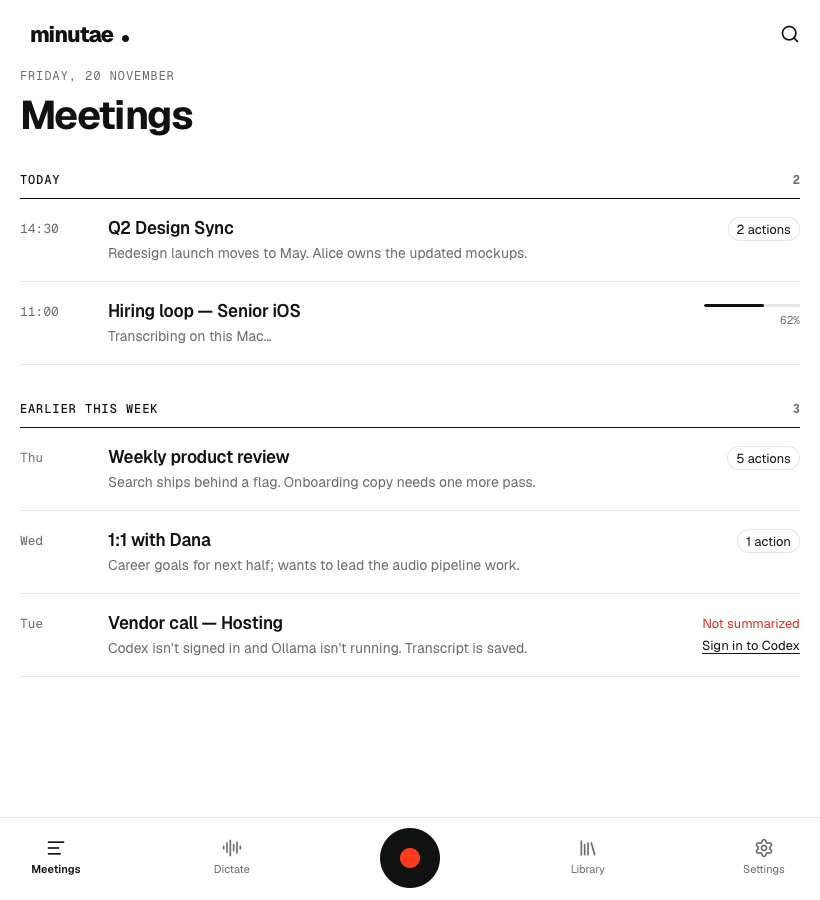 minutae
FRIDAY, 20 NOVEMBER
Meetings
TODAY 2
14:30 Q2 Design Sync 2 actions
Redesign launch moves to May. Alice owns the updated mockups.
11:00 Hiring loop — Senior iOS
62%
Transcribing on this Mac…
EARLIER THIS WEEK 3
Thu Weekly product review 5 actions
Search ships behind a flag. Onboarding copy needs one more pass.
Wed 1:1 with Dana 1 action
Career goals for next half; wants to lead the audio pipeline work.
Tue Vendor call — Hosting Not summarized
Codex isn't signed in and Ollama isn't running. Transcript is saved. Sign in to Codex
Meetings Dictate Library Settings